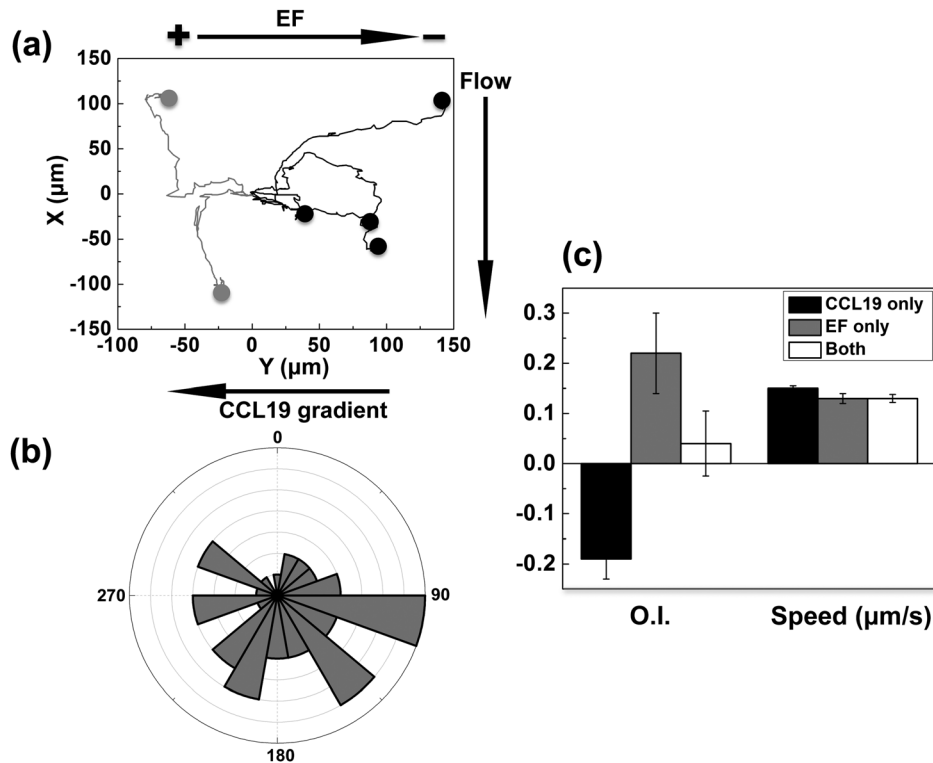 (a)
+ EF −
Flow
X (µm)
150
100
50
0
-50
-100
-150
-100 -50 0 50 100 150
Y (µm)
CCL19 gradient
(b)
0
270
90
180
(c)
CCL19 only
EF only
Both
0.3
0.2
0.1
0.0
-0.1
-0.2
O.I. Speed (µm/s)